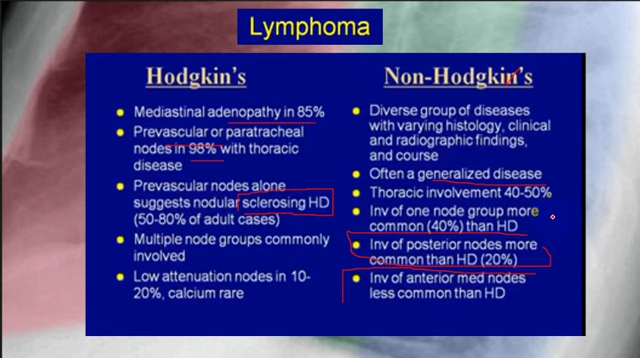 Lymphoma
Hodgkin's
Mediastinal adenopathy in 85%
Prevascular or paratracheal
nodes in 98% with thoracic
disease
Prevascular nodes alone
suggests nodular sclerosing HD
(50-80% of adult cases)
Multiple node groups commonly
involved
Low attenuation nodes in 10-
20%, calcium rare
Non-Hodgkin's
Diverse group of diseases
with varying histology, clinical
and radiographic findings,
and course
Often a generalized disease
Thoracic involvement 40-50%
Inv of one node group more
common (40%) than HD
Inv of posterior nodes more
common than HD (20%)
Inv of anterior med nodes
less common than HD